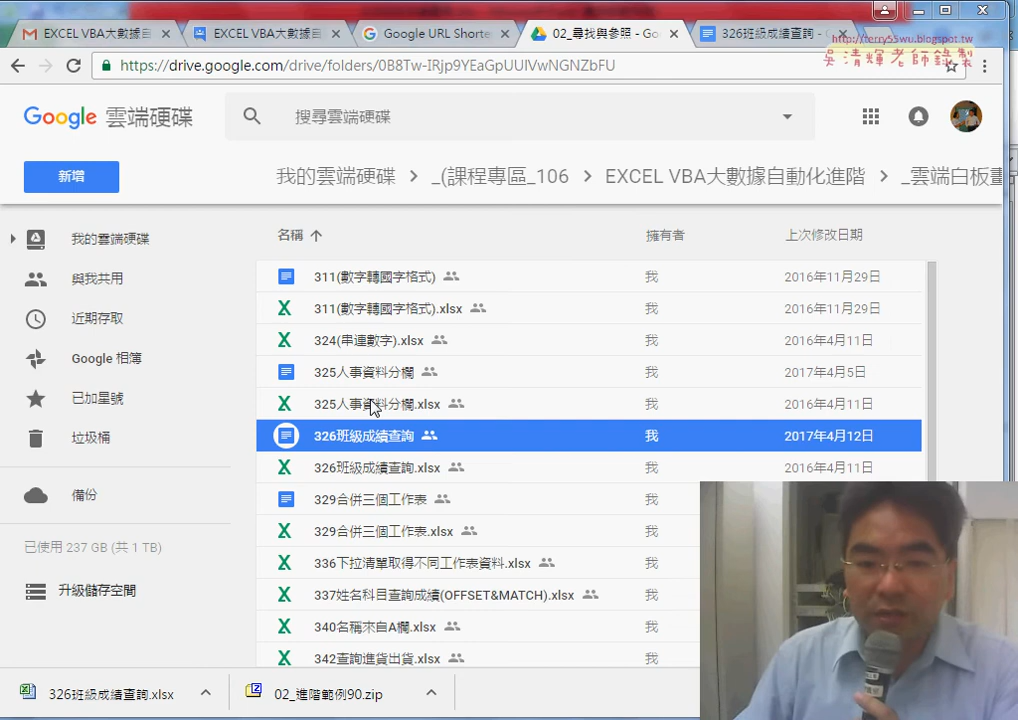 EXCEL VBA大數據自
EXCEL VBA大數據自
Google URL Shorte
02_尋找與參照 - Go
326班級成績查詢 -
http://terry55wu.blogspot.tw
吳清輝老師錄製
https://drive.google.com/drive/folders/0B8Tw-IRjp9YEaGpUUlVwNGNZbFU
Google 雲端硬碟
搜尋雲端硬碟
新增
我的雲端硬碟 > _(課程專區_106 > EXCEL VBA大數據自動化進階 > _雲端白板畫
名稱 擁有者 上次修改日期
我的雲端硬碟
與我共用
近期存取
Google 相簿
已加星號
垃圾桶
備份
已使用 237 GB (共 1 TB)
升級儲存空間
311(數字轉國字格式) 我 2016年11月29日
311(數字轉國字格式).xlsx 我 2016年11月29日
324(串連數字).xlsx 我 2016年4月11日
325人事資料分欄 我 2017年4月5日
325人事資料分欄.xlsx 我 2016年4月11日
326班級成績查詢 我 2017年4月12日
326班級成績查詢.xlsx 我 2016年4月11日
329合併三個工作表 我
329合併三個工作表.xlsx 我
336下拉清單取得不同工作表資料.xlsx 我
337姓名科目查詢成績(OFFSET&MATCH).xlsx 我
340名稱來自A欄.xlsx 我
342查詢進貨出貨.xlsx 我
326班級成績查詢.xlsx
02_進階範例90.zip